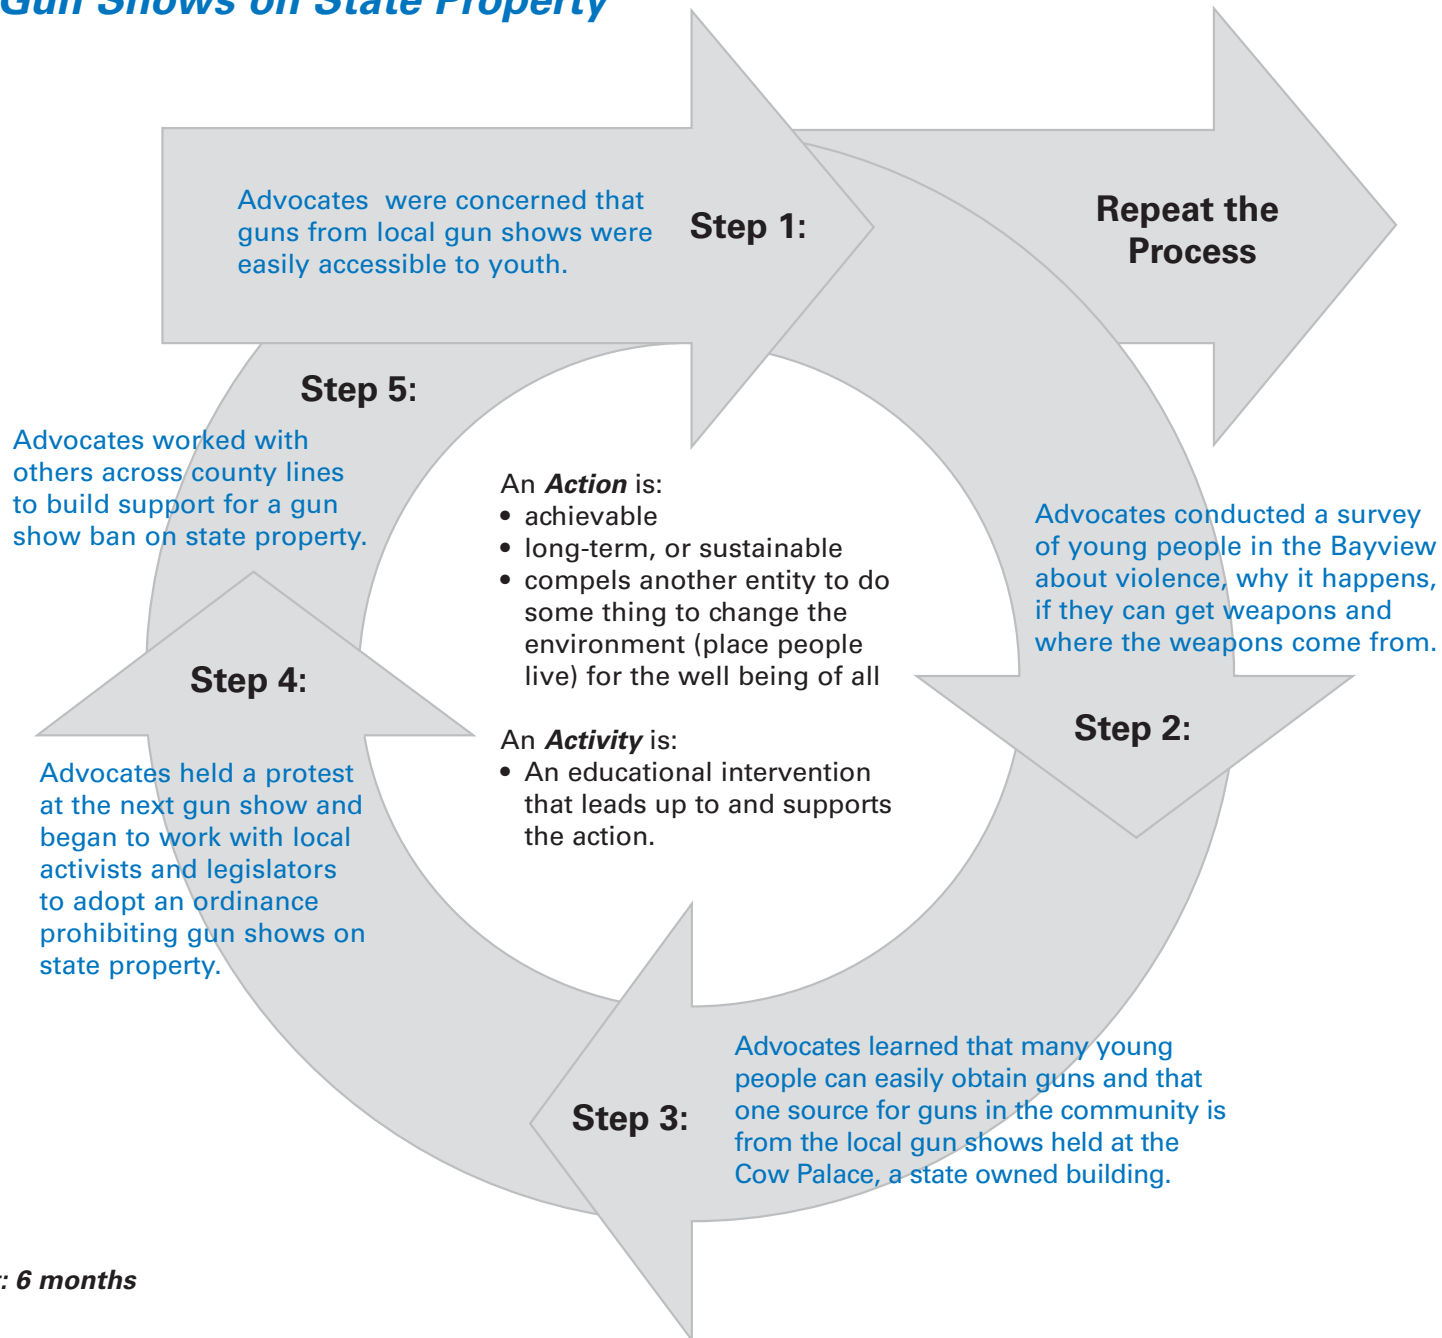 Gun Shows on State Property
Advocates were concerned that
guns from local gun shows were
easily accessible to youth.
Step 1:
Repeat the
Process
Advocates conducted a survey
of young people in the Bayview
about violence, why it happens,
if they can get weapons and
where the weapons come from.
Step 2:
Advocates learned that many young
people can easily obtain guns and that
one source for guns in the community is
from the local gun shows held at the
Cow Palace, a state owned building.
Step 3:
Step 4:
Advocates held a protest
at the next gun show and
began to work with local
activists and legislators
to adopt an ordinance
prohibiting gun shows on
state property.
Step 5:
Advocates worked with
others across county lines
to build support for a gun
show ban on state property.
An Action is:
• achievable
• long-term, or sustainable
• compels another entity to do
some thing to change the
environment (place people
live) for the well being of all
An Activity is:
• An educational intervention
that leads up to and supports
the action.
: 6 months